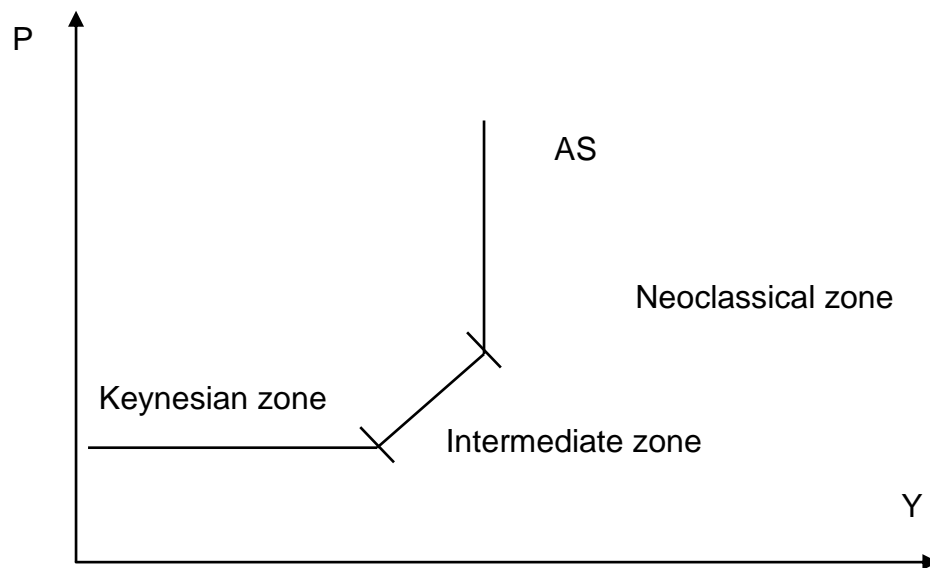 P
AS
Neoclassical zone
Keynesian zone
Intermediate zone
Y